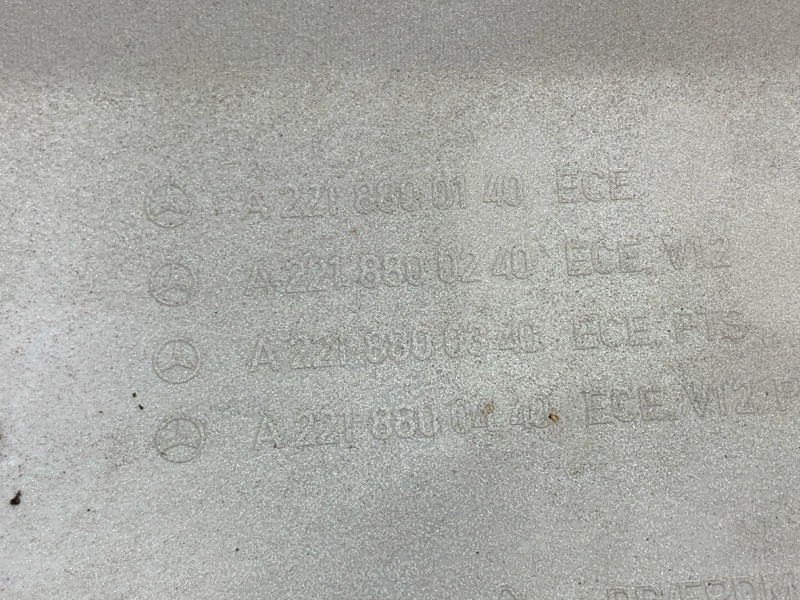 A 221 880 01 40 ECE
A 221 880 02 40 ECE, V12
A 221 880 03 40 ECE, PTS
A 221 880 04 40 ECE, V12,